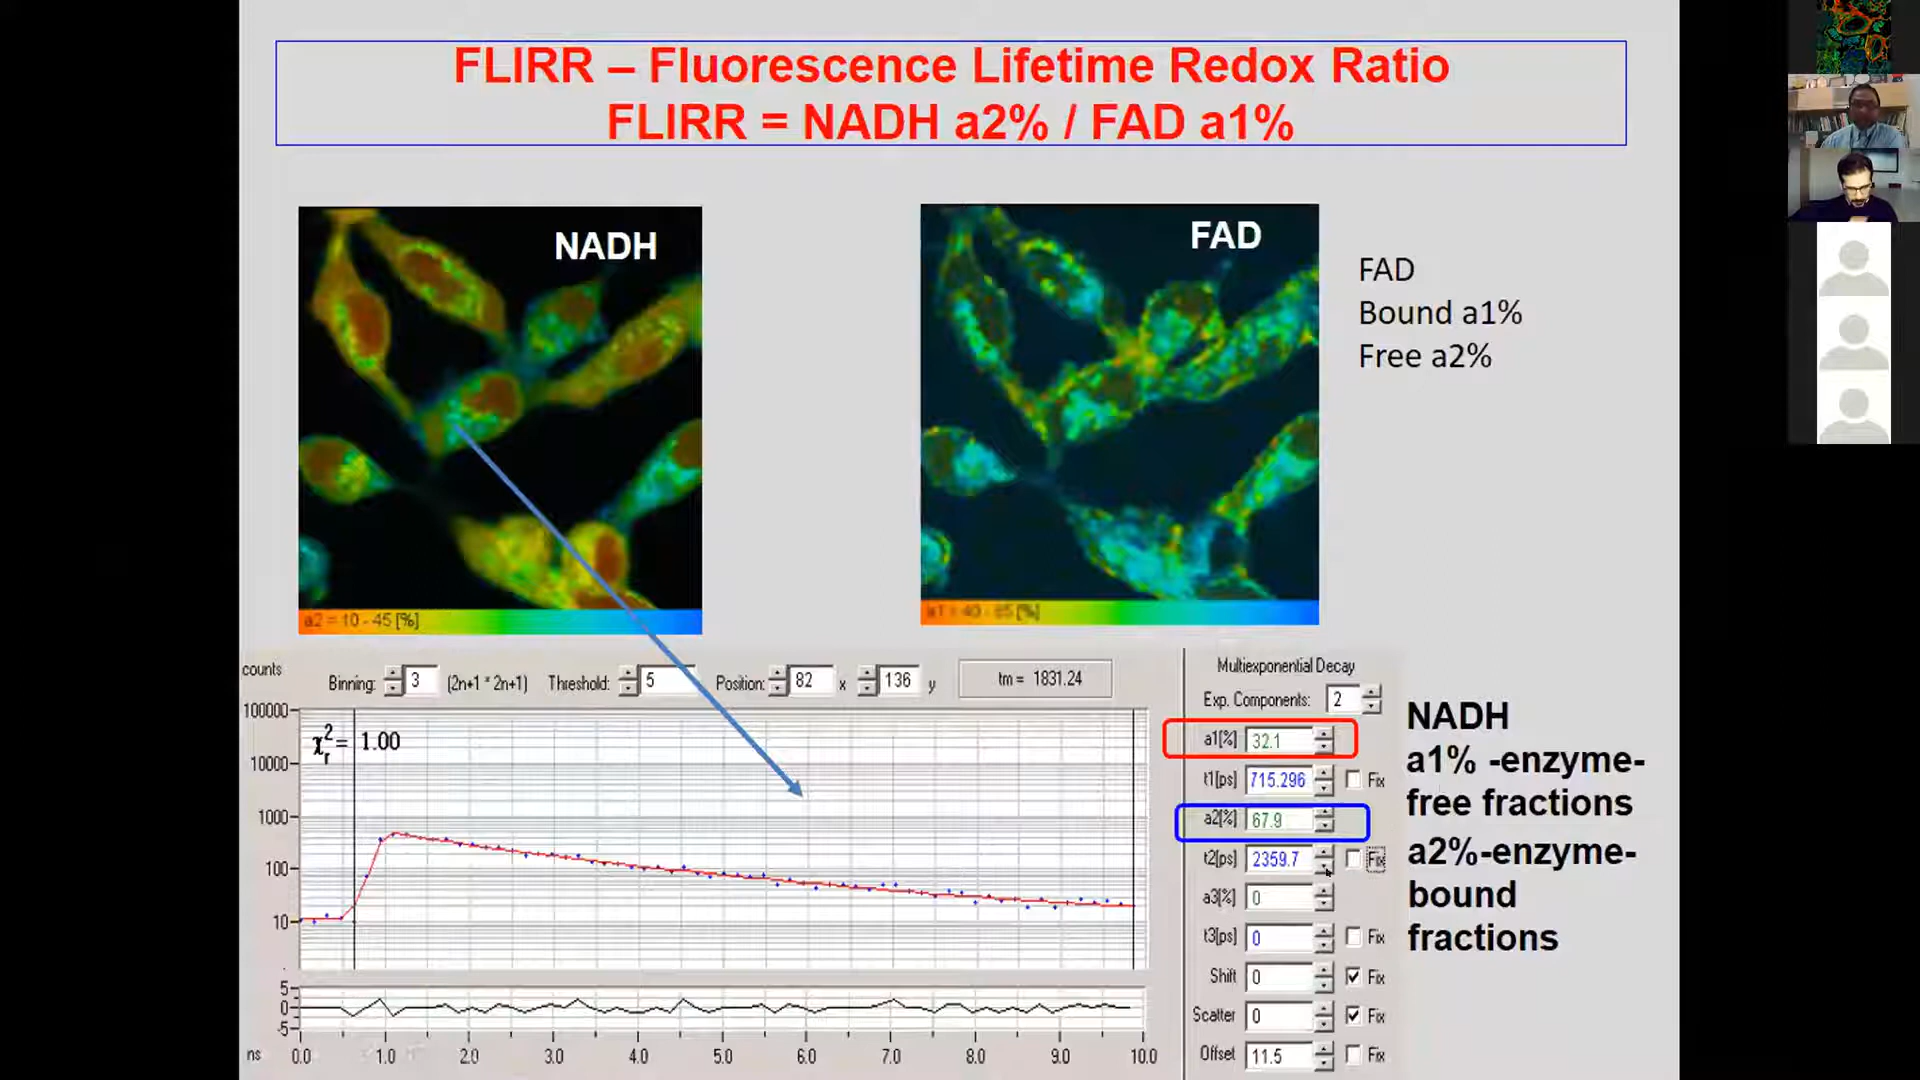 FLIRR – Fluorescence Lifetime Redox Ratio
FLIRR = NADH a2% / FAD a1%
NADH
FAD
FAD
Bound a1%
Free a2%
a2 = 10 - 45 [%]
a1 = 40 - 85 [%]
counts
Binning: 3 (2n+1 * 2n+1) Threshold: 5 Position: 82 x 136 y tm = 1831.24
100000
10000
1000
100
10
χ²r = 1.00
5
0
-5
ns 0.0 1.0 2.0 3.0 4.0 5.0 6.0 7.0 8.0 9.0 10.0
Multiexponential Decay
Exp. Components: 2
a1[%] 32.1
t1[ps] 715.296 Fix
a2[%] 67.9
t2[ps] 2359.7 Fix
a3[%] 0
t3[ps] 0 Fix
Shift 0 Fix
Scatter 0 Fix
Offset 11.5 Fix
NADH
a1% -enzyme-
free fractions
a2%-enzyme-
bound
fractions